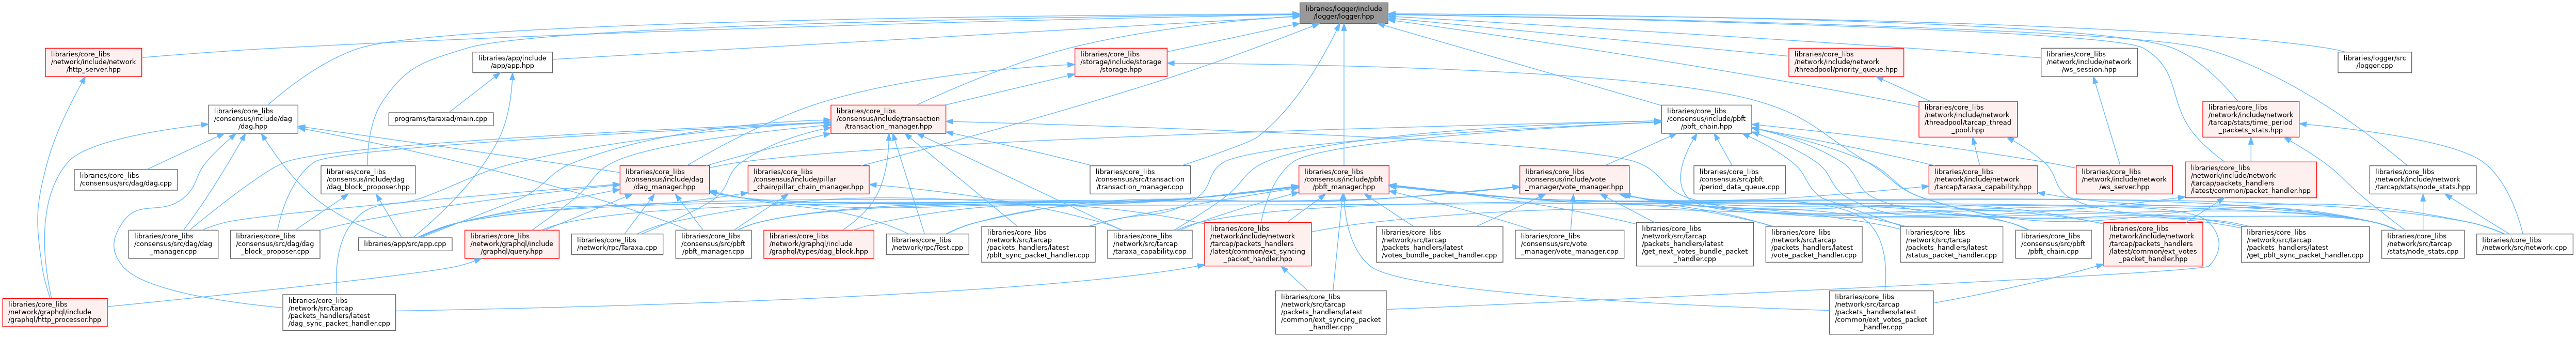 libraries/logger/include
/logger/logger.hpp
libraries/core_libs
/network/include/network
/http_server.hpp
libraries/app/include
/app/app.hpp
libraries/core_libs
/storage/include/storage
/storage.hpp
libraries/core_libs
/network/include/network
/threadpool/priority_queue.hpp
libraries/core_libs
/network/include/network
/ws_session.hpp
libraries/logger/src
/logger.cpp
libraries/core_libs
/consensus/include/dag
/dag.hpp
programs/taraxad/main.cpp
libraries/core_libs
/consensus/include/transaction
/transaction_manager.hpp
libraries/core_libs
/consensus/include/pbft
/pbft_chain.hpp
libraries/core_libs
/network/include/network
/threadpool/tarcap_thread
_pool.hpp
libraries/core_libs
/network/include/network
/tarcap/stats/time_period
_packets_stats.hpp
libraries/core_libs
/consensus/src/dag/dag.cpp
libraries/core_libs
/consensus/include/dag
/dag_block_proposer.hpp
libraries/core_libs
/consensus/include/dag
/dag_manager.hpp
libraries/core_libs
/consensus/include/pillar
_chain/pillar_chain_manager.hpp
libraries/core_libs
/consensus/src/transaction
/transaction_manager.cpp
libraries/core_libs
/consensus/include/pbft
/pbft_manager.hpp
libraries/core_libs
/consensus/include/vote
_manager/vote_manager.hpp
libraries/core_libs
/consensus/src/pbft
/period_data_queue.cpp
libraries/core_libs
/network/include/network
/tarcap/taraxa_capability.hpp
libraries/core_libs
/network/include/network
/ws_server.hpp
libraries/core_libs
/network/include/network
/tarcap/packets_handlers
/latest/common/packet_handler.hpp
libraries/core_libs
/network/include/network
/tarcap/stats/node_stats.hpp
libraries/core_libs
/consensus/src/dag/dag
_manager.cpp
libraries/core_libs
/consensus/src/dag/dag
_block_proposer.cpp
libraries/app/src/app.cpp
libraries/core_libs
/network/graphql/include
/graphql/query.hpp
libraries/core_libs
/network/rpc/Taraxa.cpp
libraries/core_libs
/consensus/src/pbft
/pbft_manager.cpp
libraries/core_libs
/network/graphql/include
/graphql/types/dag_block.hpp
libraries/core_libs
/network/rpc/Test.cpp
libraries/core_libs
/network/src/tarcap
/packets_handlers/latest
/pbft_sync_packet_handler.cpp
libraries/core_libs
/network/src/tarcap
/taraxa_capability.cpp
libraries/core_libs
/network/include/network
/tarcap/packets_handlers
/latest/common/ext_syncing
_packet_handler.hpp
libraries/core_libs
/network/src/tarcap
/packets_handlers/latest
/votes_bundle_packet_handler.cpp
libraries/core_libs
/consensus/src/vote
_manager/vote_manager.cpp
libraries/core_libs
/network/src/tarcap
/packets_handlers/latest
/get_next_votes_bundle_packet
_handler.cpp
libraries/core_libs
/network/src/tarcap
/packets_handlers/latest
/vote_packet_handler.cpp
libraries/core_libs
/network/src/tarcap
/packets_handlers/latest
/status_packet_handler.cpp
libraries/core_libs
/consensus/src/pbft
/pbft_chain.cpp
libraries/core_libs
/network/include/network
/tarcap/packets_handlers
/latest/common/ext_votes
_packet_handler.hpp
libraries/core_libs
/network/src/tarcap
/packets_handlers/latest
/get_pbft_sync_packet_handler.cpp
libraries/core_libs
/network/src/tarcap
/stats/node_stats.cpp
libraries/core_libs
/network/src/network.cpp
libraries/core_libs
/network/graphql/include
/graphql/http_processor.hpp
libraries/core_libs
/network/src/tarcap
/packets_handlers/latest
/dag_sync_packet_handler.cpp
libraries/core_libs
/network/src/tarcap
/packets_handlers/latest
/common/ext_syncing_packet
_handler.cpp
libraries/core_libs
/network/src/tarcap
/packets_handlers/latest
/common/ext_votes_packet
_handler.cpp